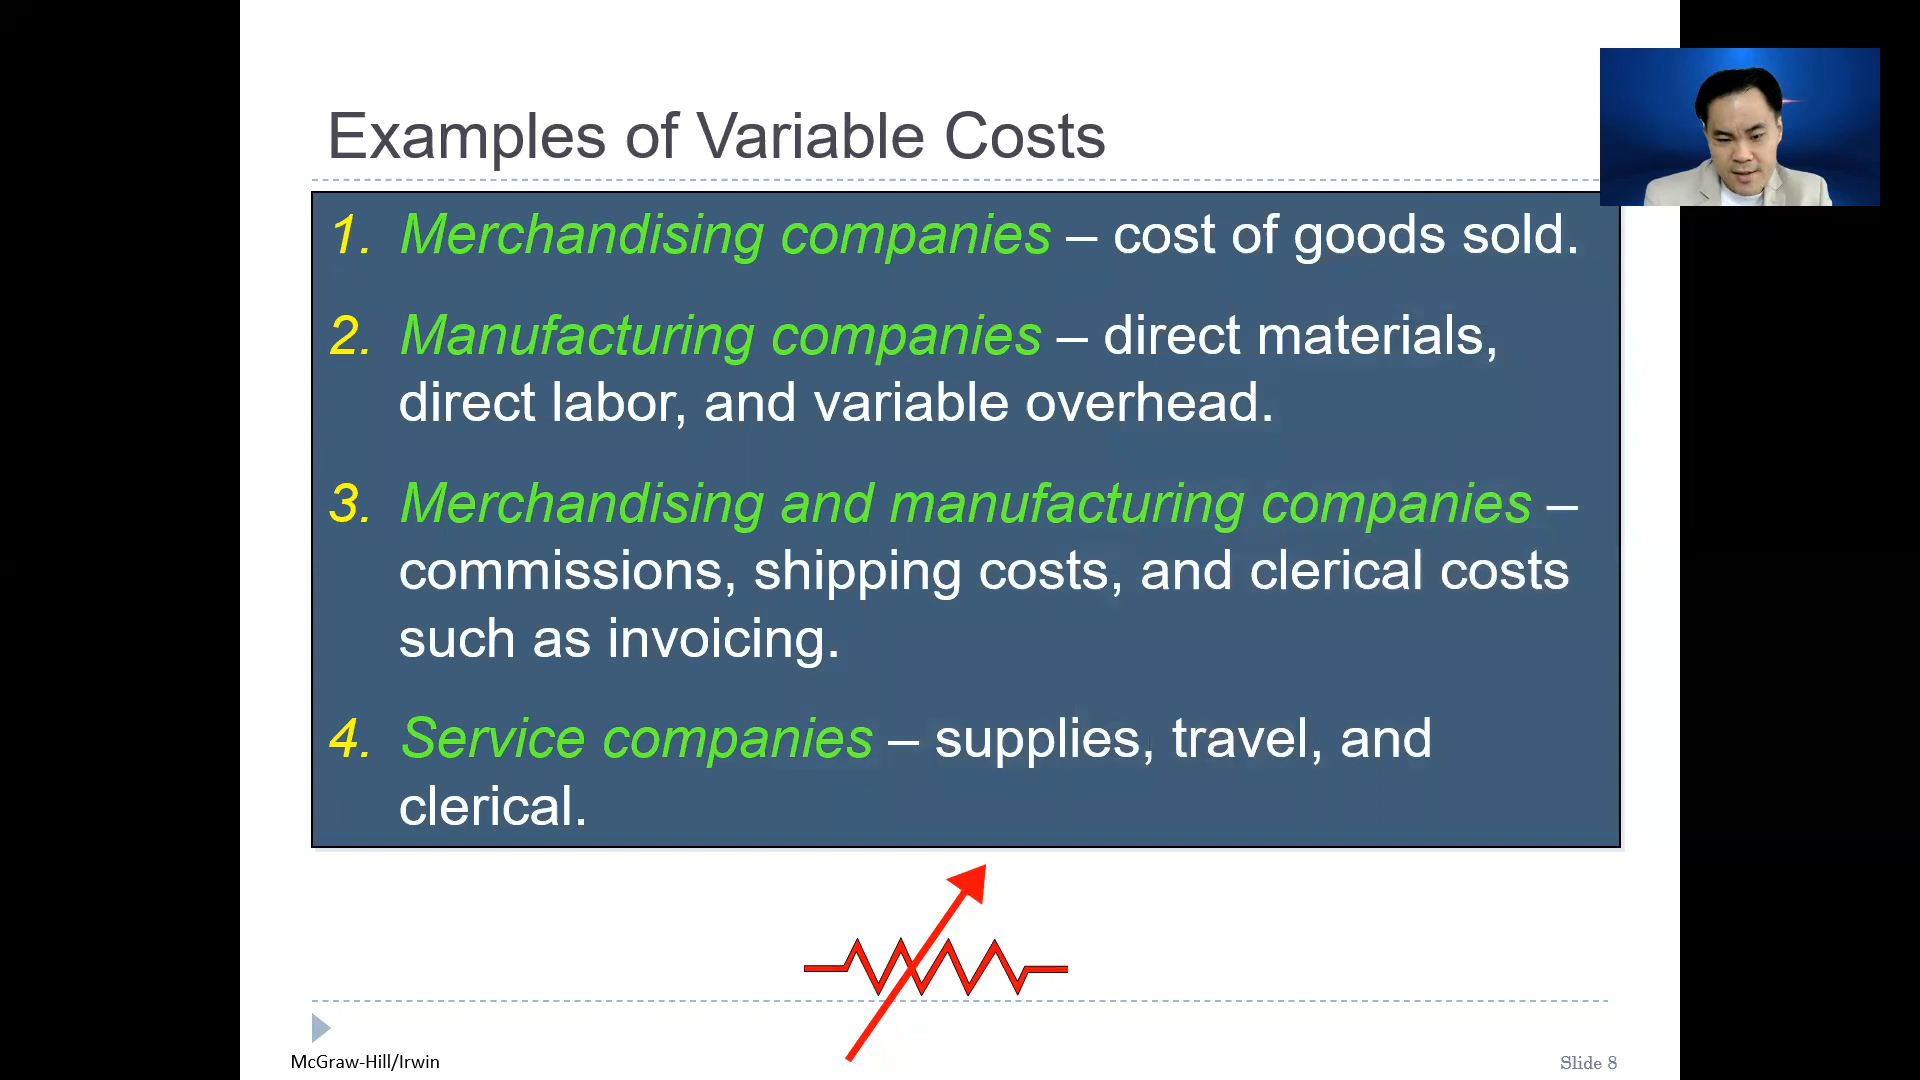 Examples of Variable Costs
1. Merchandising companies – cost of goods sold.
2. Manufacturing companies – direct materials,
direct labor, and variable overhead.
3. Merchandising and manufacturing companies –
commissions, shipping costs, and clerical costs
such as invoicing.
4. Service companies – supplies, travel, and
clerical.
McGraw-Hill/Irwin
Slide 8